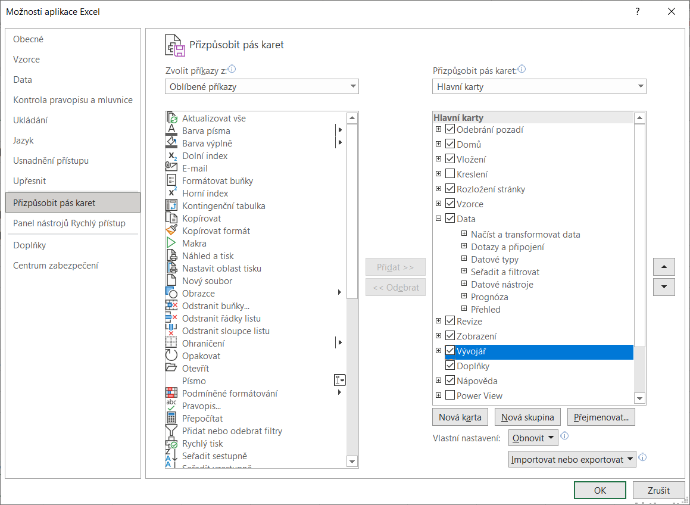 Možnosti aplikace Excel
Obecné
Vzorce
Data
Kontrola pravopisu a mluvnice
Ukládání
Jazyk
Usnadnění přístupu
Upřesnit
Přizpůsobit pás karet
Panel nástrojů Rychlý přístup
Doplňky
Centrum zabezpečení
Přizpůsobit pás karet
Zvolit příkazy z:
Oblíbené příkazy
Aktualizovat vše
Barva písma
Barva výplně
Dolní index
E-mail
Formátovat buňky
Horní index
Kontingenční tabulka
Kopírovat
Kopírovat formát
Makra
Náhled a tisk
Nastavit oblast tisku
Nový soubor
Obrazce
Odstranit buňky...
Odstranit řádky listu
Odstranit sloupce listu
Ohraničení
Opakovat
Otevřít
Písmo
Podmíněné formátování
Pravopis...
Přepočítat
Přidat nebo odebrat filtry
Rychlý tisk
Seřadit sestupně
Seřadit vzestupně
Přidat >>
<< Odebrat
Přizpůsobit pás karet:
Hlavní karty
Hlavní karty
Odebrání pozadí
Domů
Vložení
Kreslení
Rozložení stránky
Vzorce
Data
Načíst a transformovat data
Dotazy a připojení
Datové typy
Seřadit a filtrovat
Datové nástroje
Prognóza
Přehled
Revize
Zobrazení
Vývojář
Doplňky
Nápověda
Power View
Nová karta
Nová skupina
Přejmenovat...
Vlastní nastavení:
Obnovit
Importovat nebo exportovat
OK
Zrušit